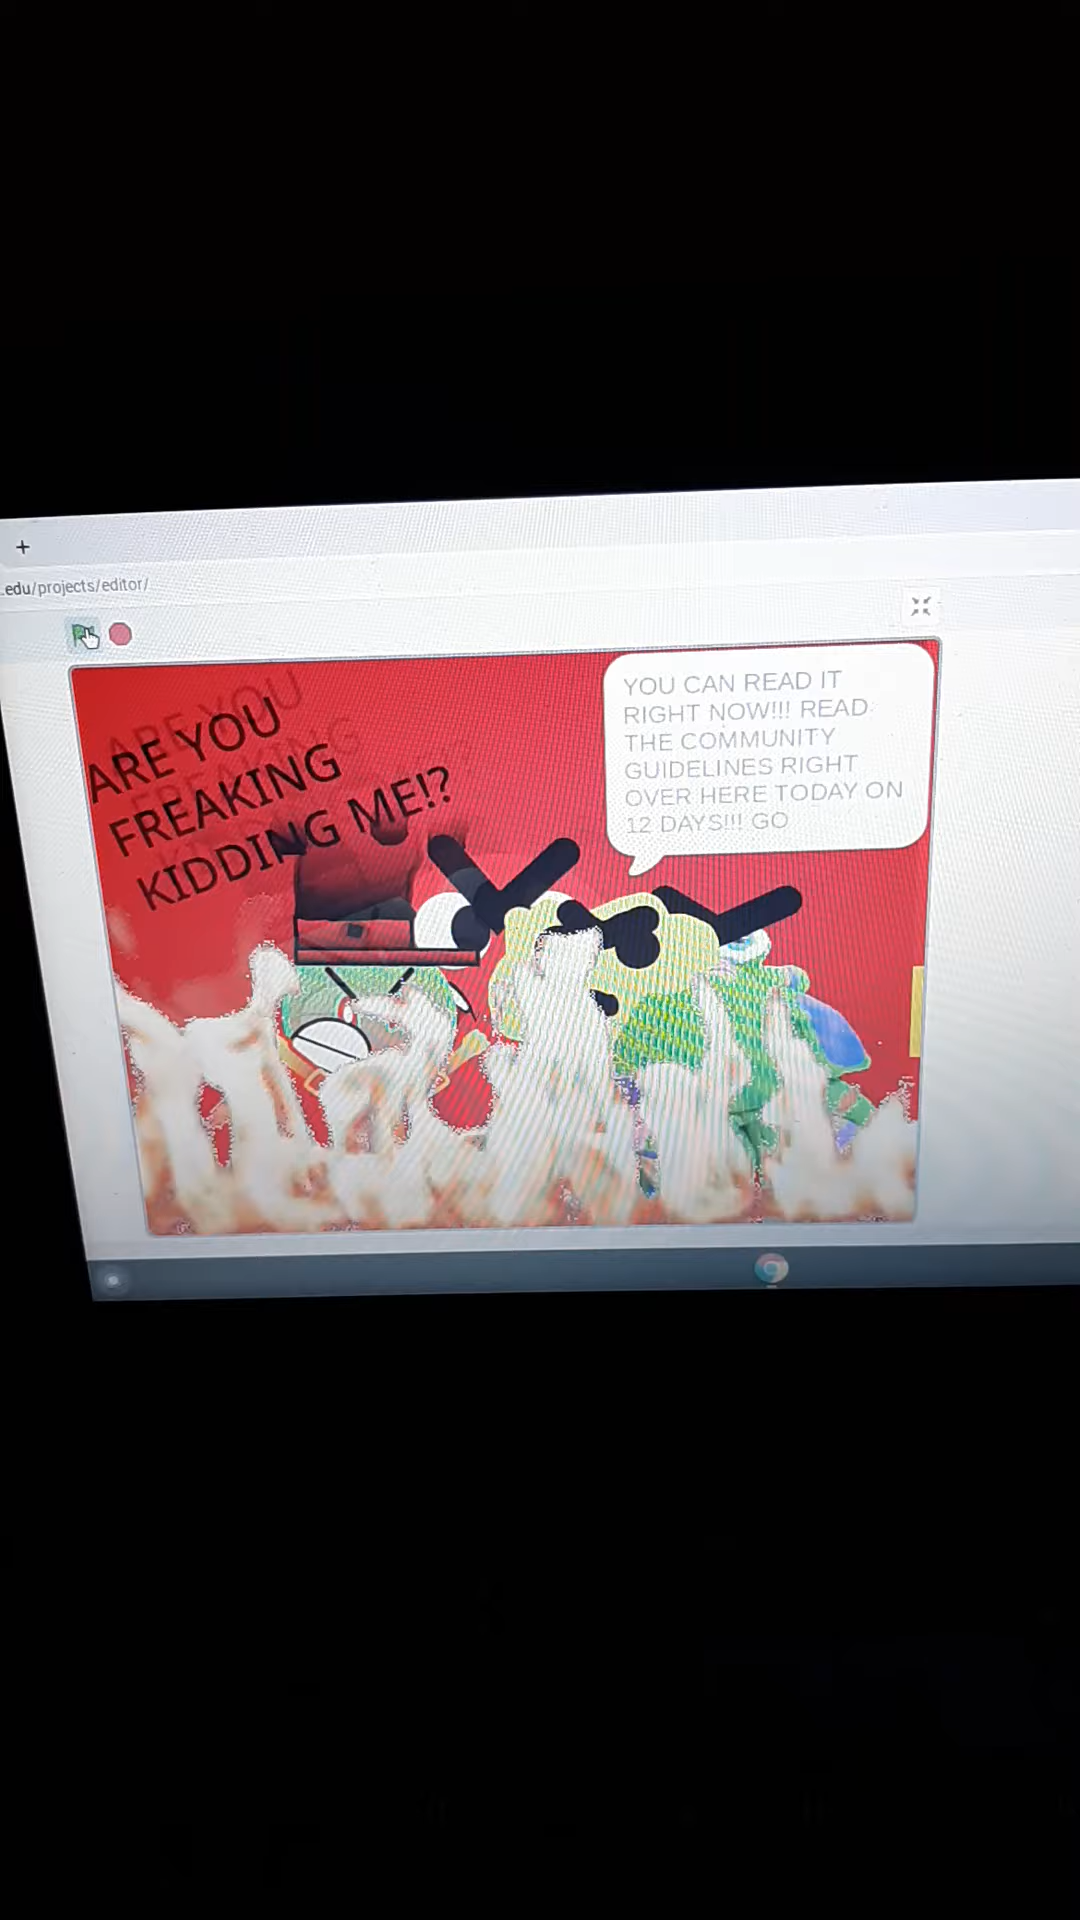 +
.edu/projects/editor/
ARE YOU
FREAKING
KIDDING ME!?
YOU CAN READ IT
RIGHT NOW!!! READ
THE COMMUNITY
GUIDELINES RIGHT
OVER HERE TODAY ON
12 DAYS!!! GO